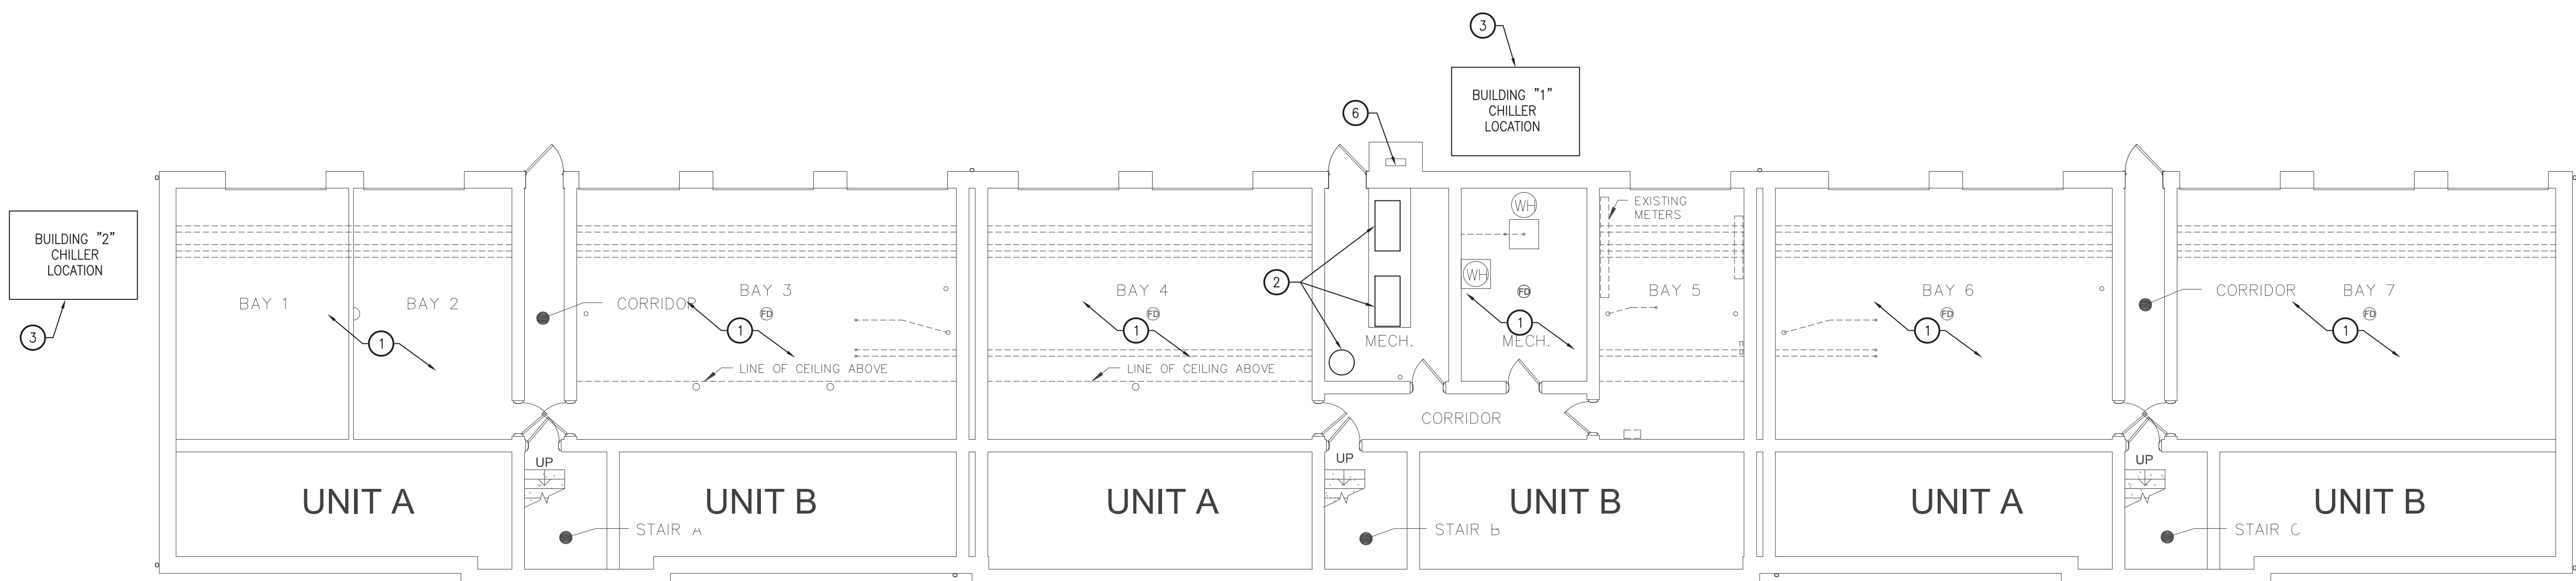 3
BUILDING "1"
CHILLER
LOCATION
6
BUILDING "2"
CHILLER
LOCATION
3
WH
EXISTING
METERS
WH
2
BAY 1
BAY 2
CORRIDOR
BAY 3
FD
BAY 4
FD
FD
BAY 5
BAY 6
FD
CORRIDOR
BAY 7
FD
1
1
1
1
1
1
MECH.
MECH.
LINE OF CEILING ABOVE
LINE OF CEILING ABOVE
CORRIDOR
UP
UP
UP
UNIT A
UNIT B
UNIT A
UNIT B
UNIT A
UNIT B
STAIR A
STAIR B
STAIR C